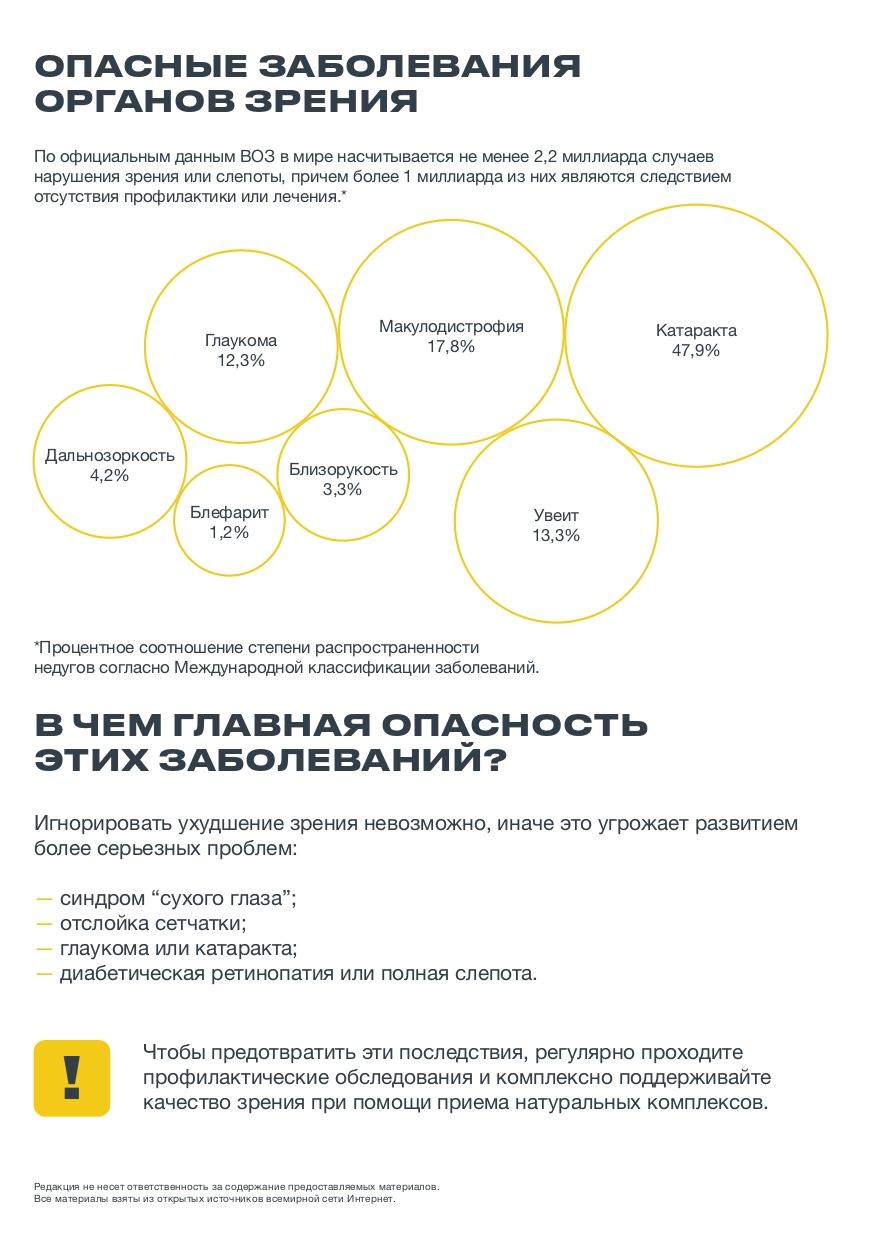 ОПАСНЫЕ ЗАБОЛЕВАНИЯ
ОРГАНОВ ЗРЕНИЯ
По официальным данным ВОЗ в мире насчитывается не менее 2,2 миллиарда случаев
нарушения зрения или слепоты, причем более 1 миллиарда из них являются следствием
отсутствия профилактики или лечения.*
Глаукома
12,3%
Макулодистрофия
17,8%
Катаракта
47,9%
Дальнозоркость
4,2%
Блефарит
1,2%
Близорукость
3,3%
Увеит
13,3%
*Процентное соотношение степени распространенности
недугов согласно Международной классификации заболеваний.
В ЧЕМ ГЛАВНАЯ ОПАСНОСТЬ
ЭТИХ ЗАБОЛЕВАНИЙ?
Игнорировать ухудшение зрения невозможно, иначе это угрожает развитием
более серьезных проблем:
— синдром “сухого глаза”;
— отслойка сетчатки;
— глаукома или катаракта;
— диабетическая ретинопатия или полная слепота.
!
Чтобы предотвратить эти последствия, регулярно проходите
профилактические обследования и комплексно поддерживайте
качество зрения при помощи приема натуральных комплексов.
Редакция не несет ответственность за содержание предоставляемых материалов.
Все материалы взяты из открытых источников всемирной сети Интернет.